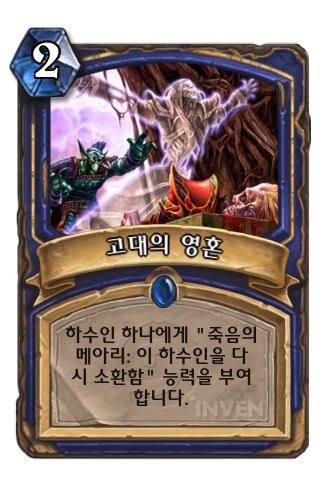 2
고대의 영혼
하수인 하나에게 "죽음의
메아리: 이 하수인을 다
시 소환함" 능력을 부여
합니다.
INVEN